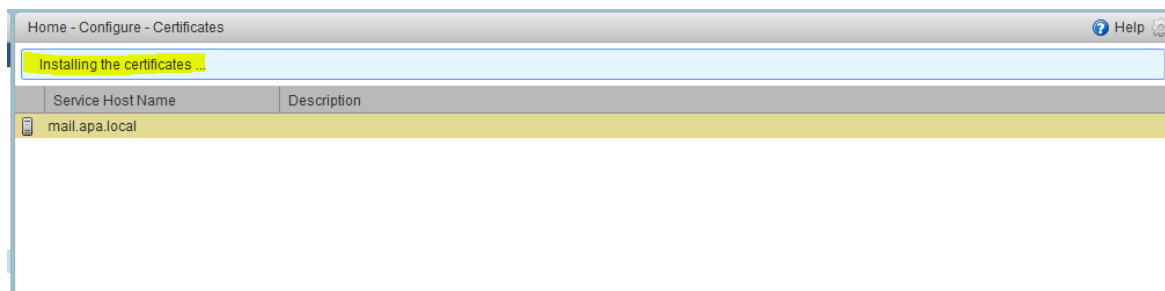 Home - Configure - Certificates Help
Installing the certificates ...
Service Host Name Description
mail.apa.local